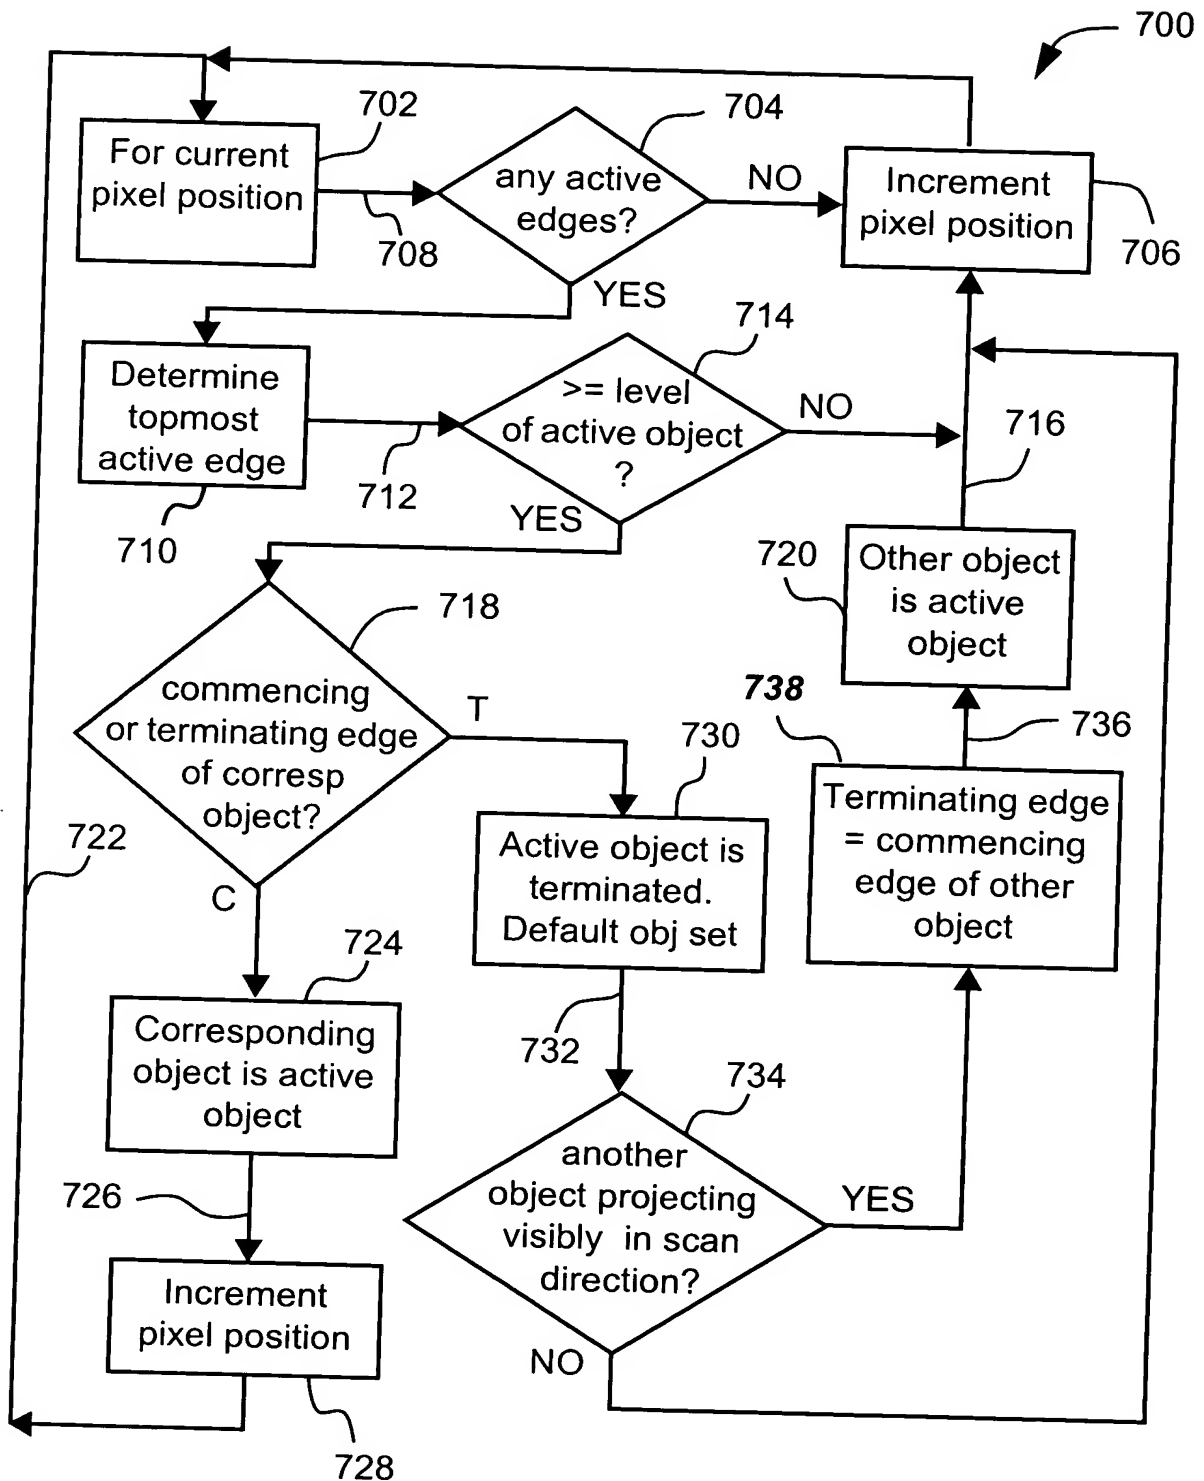 700
702
For current
pixel position
708
704
any active
edges?
NO
YES
Increment
pixel position
706
Determine
topmost
active edge
710
712
714
>= level
of active object
?
NO
YES
716
720
Other object
is active
object
718
commencing
or terminating edge
of corresp
object?
T
C
722
730
Active object is
terminated.
Default obj set
738
736
Terminating edge
= commencing
edge of other
object
724
Corresponding
object is active
object
732
734
another
object projecting
visibly in scan
direction?
YES
NO
726
Increment
pixel position
728